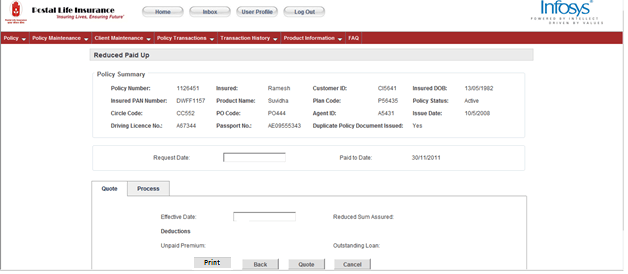 Postal Life Insurance
Insuring Lives, Ensuring Future'
Home Inbox User Profile Log Out
Infosys
POWERED BY INTELLECT
DRIVEN BY VALUES
Policy Policy Maintenance Client Maintenance Policy Transactions Transaction History Product Information FAQ
Reduced Paid Up
Policy Summary
Policy Number: 1126451 Insured: Ramesh Customer ID: CI5641 Insured DOB: 13/05/1982
Insured PAN Number: DWFF1157 Product Name: Suvidha Plan Code: P56435 Policy Status: Active
Circle Code: CC552 PO Code: PO444 Agent ID: A5431 Issue Date: 10/5/2008
Driving Licence No.: A67344 Passport No.: AE09555343 Duplicate Policy Document Issued: Yes
Request Date: Paid to Date: 30/11/2011
Quote Process
Effective Date: Reduced Sum Assured:
Deductions
Unpaid Premium: Outstanding Loan:
Print Back Quote Cancel